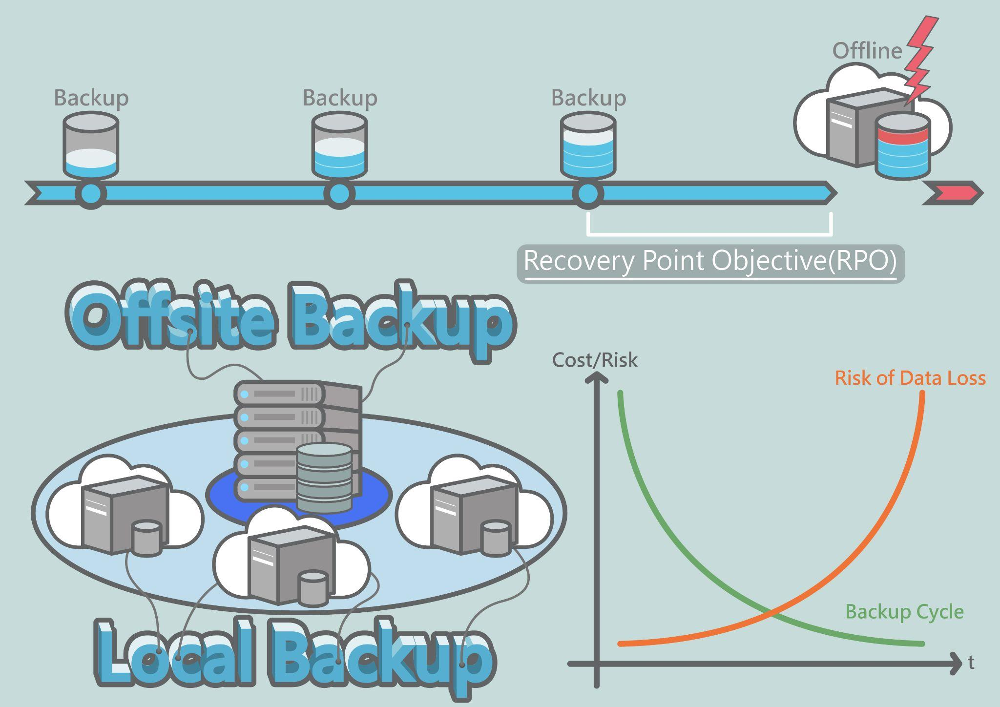 Offline
Backup
Backup
Backup
Recovery Point Objective(RPO)
Offsite Backup
Cost/Risk
Risk of Data Loss
Backup Cycle
Local Backup
t